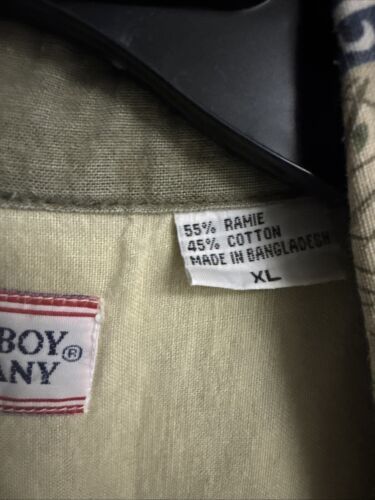 55% RAMIE
45% COTTON
MADE IN BANGLADESH
XL
BOY®
ANY